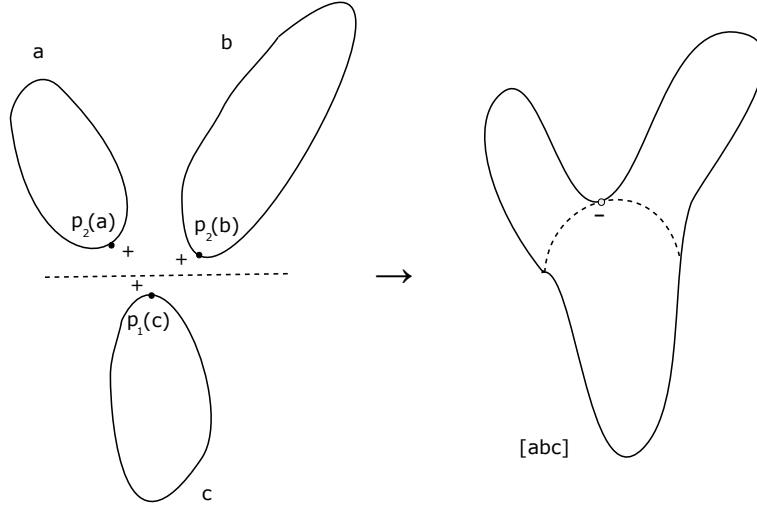 a
b
p₂(a)
p₂(b)
+
+
+
p₁(c)
→
−
[abc]
c